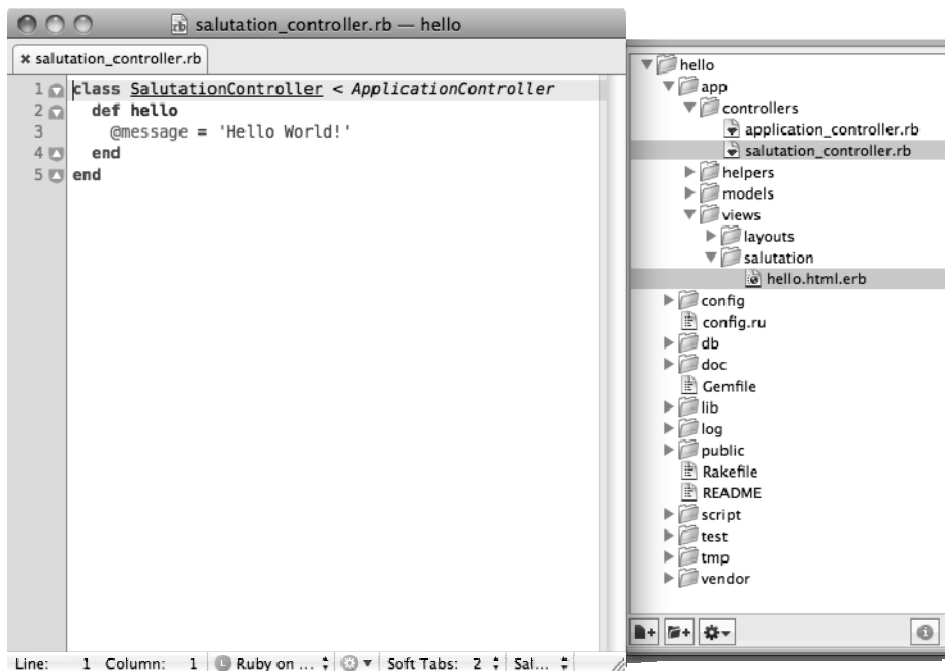 salutation_controller.rb — hello
× salutation_controller.rb
1 class SalutationController < ApplicationController
2 def hello
3 @message = 'Hello World!'
4 end
5 end
Line: 1 Column: 1 L Ruby on ... Soft Tabs: 2 Sal...
hello
app
controllers
application_controller.rb
salutation_controller.rb
helpers
models
views
layouts
salutation
hello.html.erb
config
config.ru
db
doc
Gemfile
lib
log
public
Rakefile
README
script
test
tmp
vendor